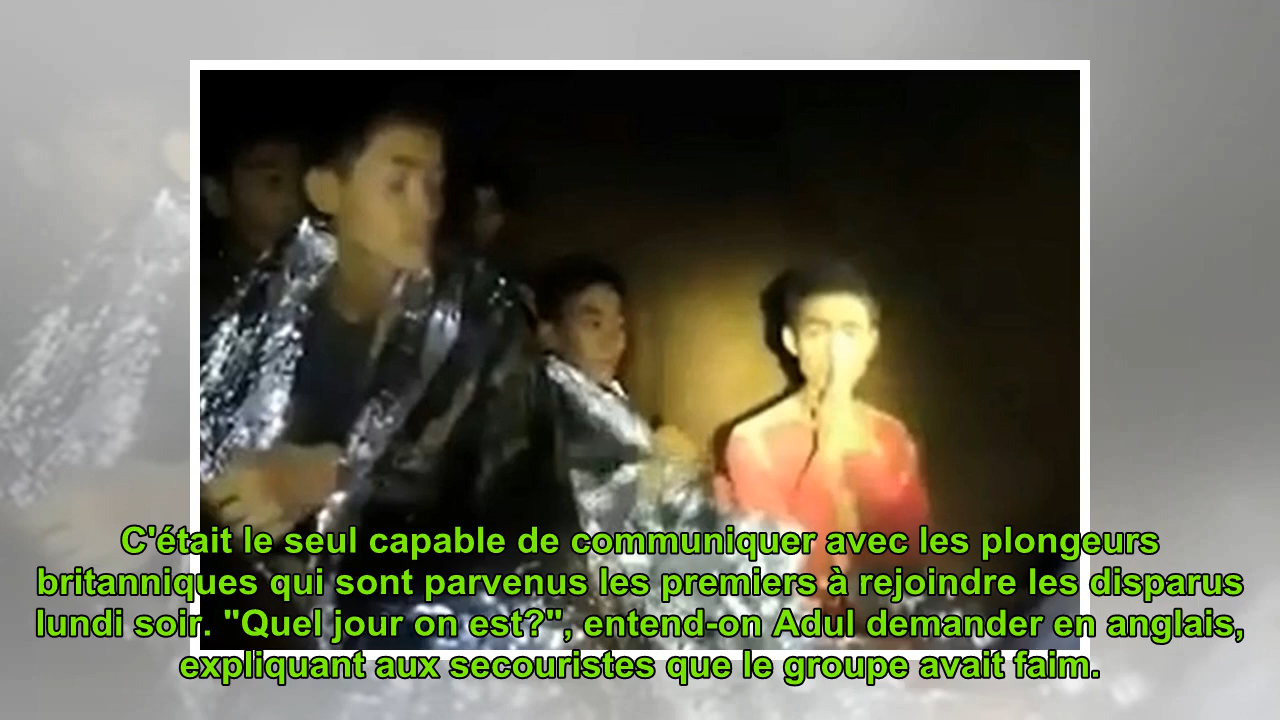 C'était le seul capable de communiquer avec les plongeurs
britanniques qui sont parvenus les premiers à rejoindre les disparus
lundi soir. "Quel jour on est?", entend-on Adul demander en anglais,
expliquant aux secouristes que le groupe avait faim.